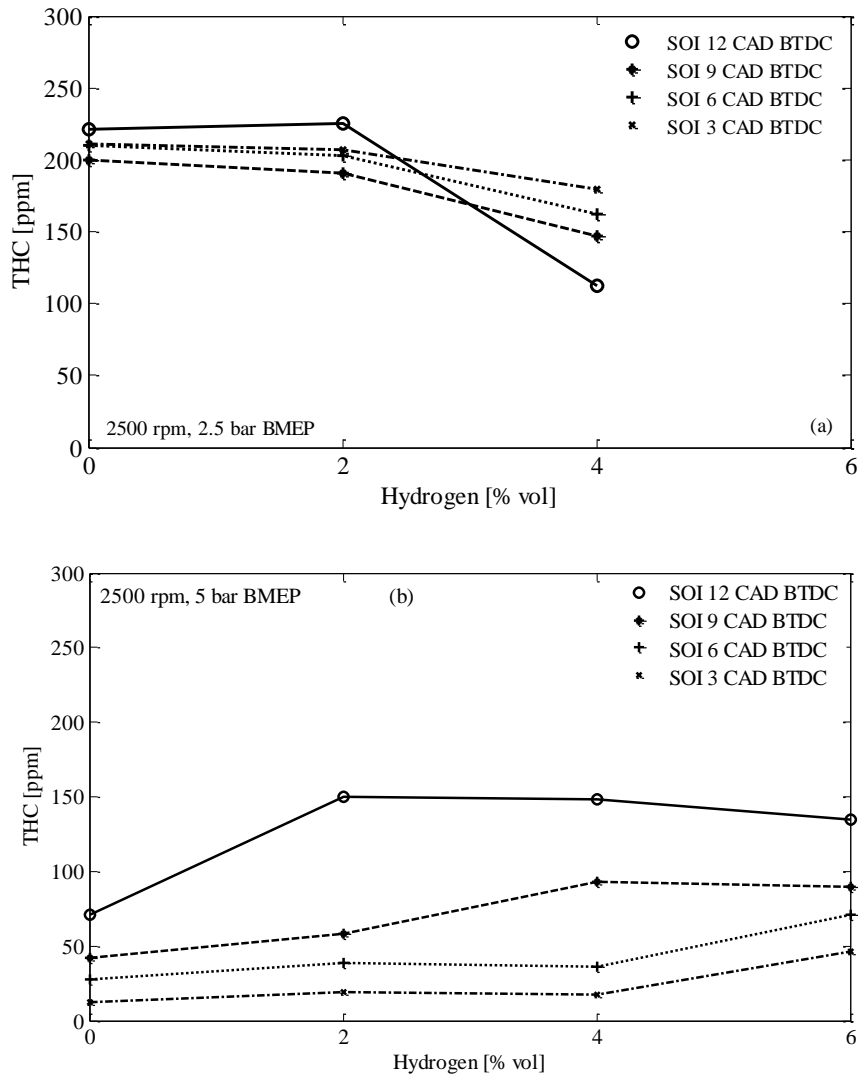 300
250
200
150
100
50
0
THC [ppm]
SOI 12 CAD BTDC
SOI 9 CAD BTDC
SOI 6 CAD BTDC
SOI 3 CAD BTDC
2500 rpm, 2.5 bar BMEP
(a)
0 2 4 6
Hydrogen [% vol]
300
250
200
150
100
50
0
THC [ppm]
2500 rpm, 5 bar BMEP
(b)
SOI 12 CAD BTDC
SOI 9 CAD BTDC
SOI 6 CAD BTDC
SOI 3 CAD BTDC
0 2 4 6
Hydrogen [% vol]